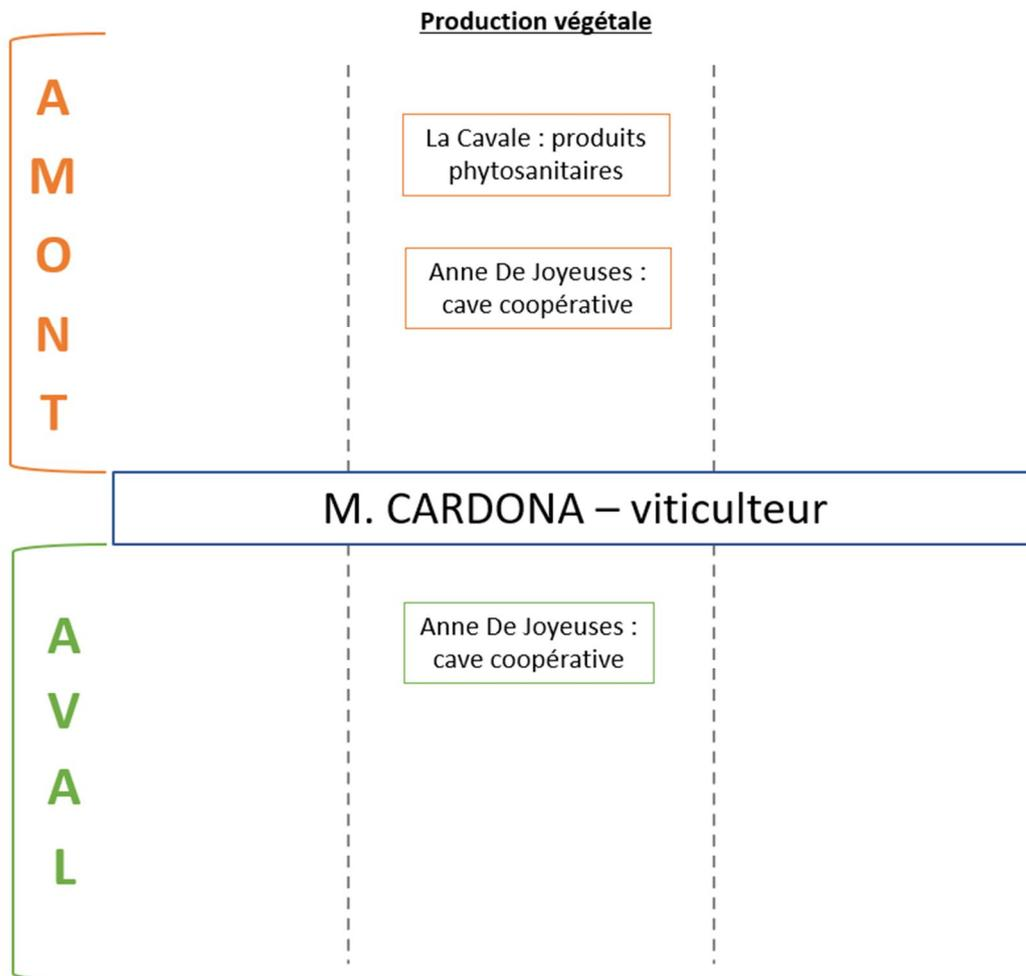 Production végétale
A
M
O
N
T
La Cavale : produits
phytosanitaires
Anne De Joyeuses :
cave coopérative
M. CARDONA – viticulteur
A
V
A
L
Anne De Joyeuses :
cave coopérative